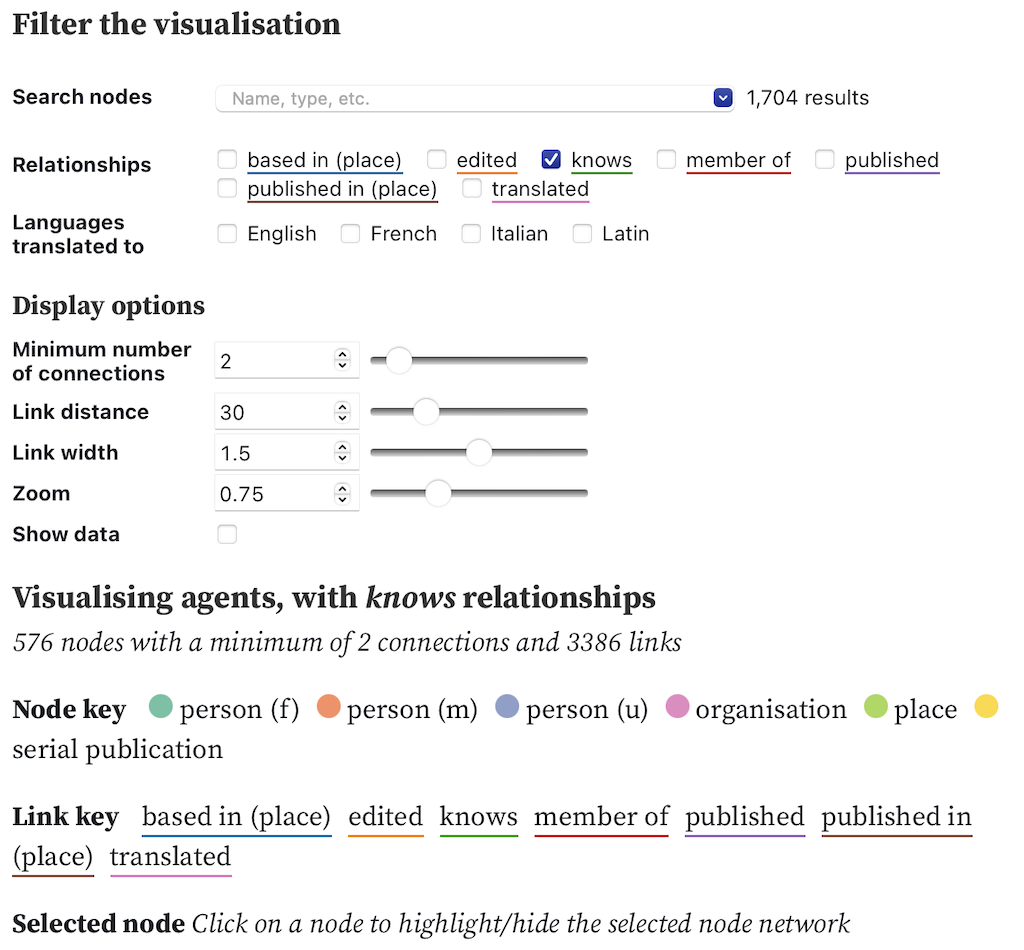 Filter the visualisation
Search nodes
Name, type, etc.
1,704 results
Relationships
based in (place) edited knows member of published
published in (place) translated
Languages
translated to
English French Italian Latin
Display options
Minimum number
of connections
2
Link distance
30
Link width
1.5
Zoom
0.75
Show data
Visualising agents, with knows relationships
576 nodes with a minimum of 2 connections and 3386 links
Node key person (f) person (m) person (u) organisation place
serial publication
Link key based in (place) edited knows member of published published in
(place) translated
Selected node Click on a node to highlight/hide the selected node network